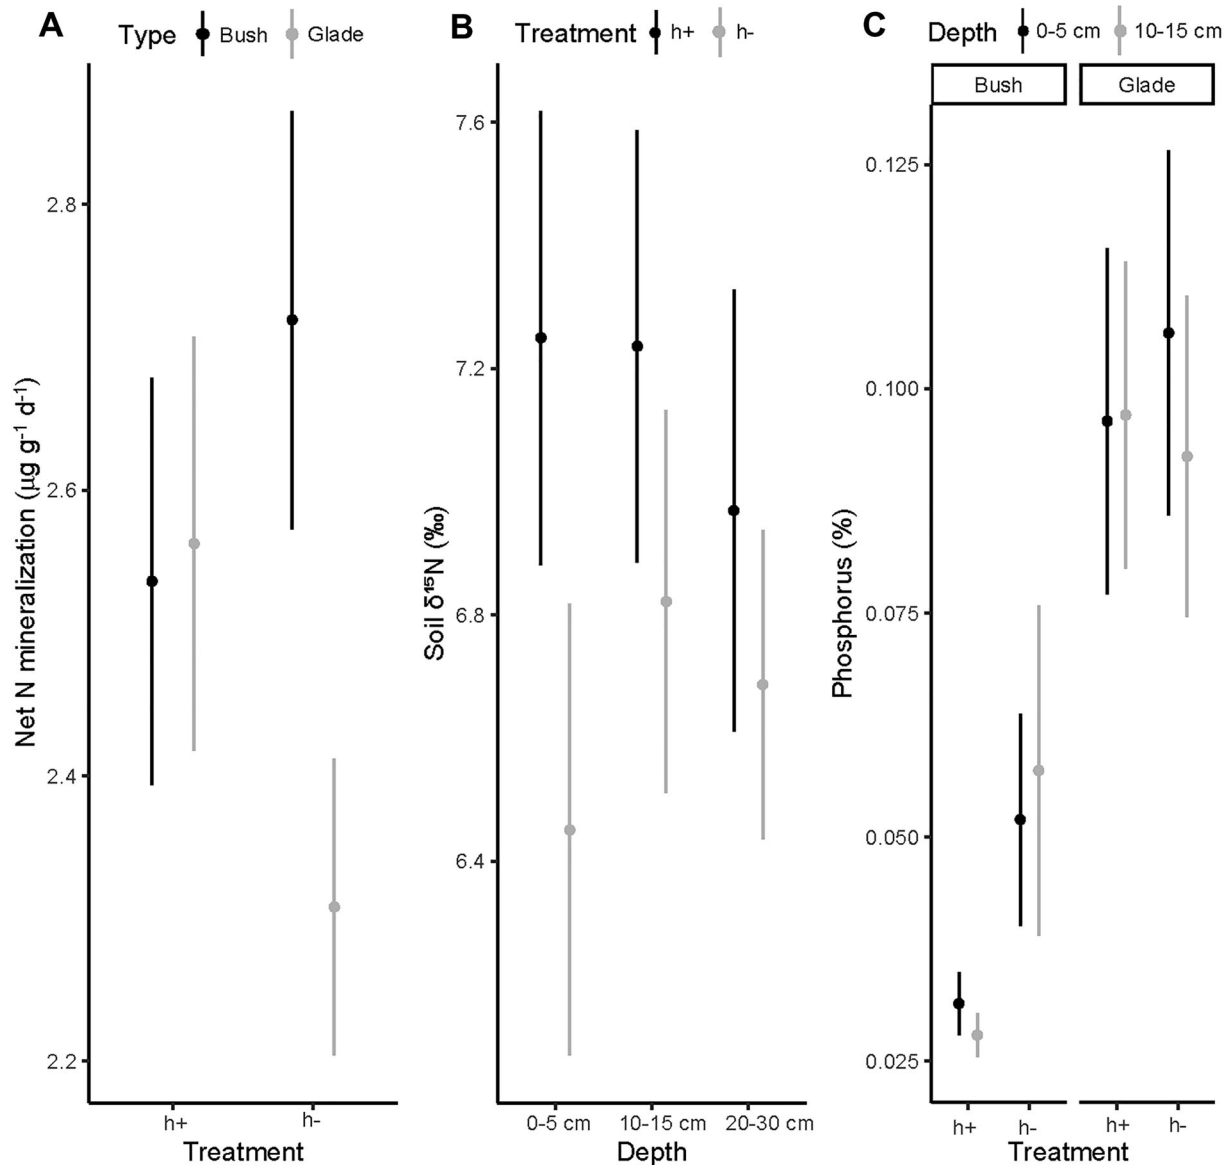 A
Type Bush Glade
Net N mineralization (µg g⁻¹ d⁻¹)
2.8
2.6
2.4
2.2
h+ h-
Treatment
B
Treatment h+ h-
Soil δ¹⁵N (‰)
7.6
7.2
6.8
6.4
0-5 cm 10-15 cm 20-30 cm
Depth
C
Depth 0-5 cm 10-15 cm
Bush Glade
Phosphorus (%)
0.125
0.100
0.075
0.050
0.025
h+ h- h+ h-
Treatment